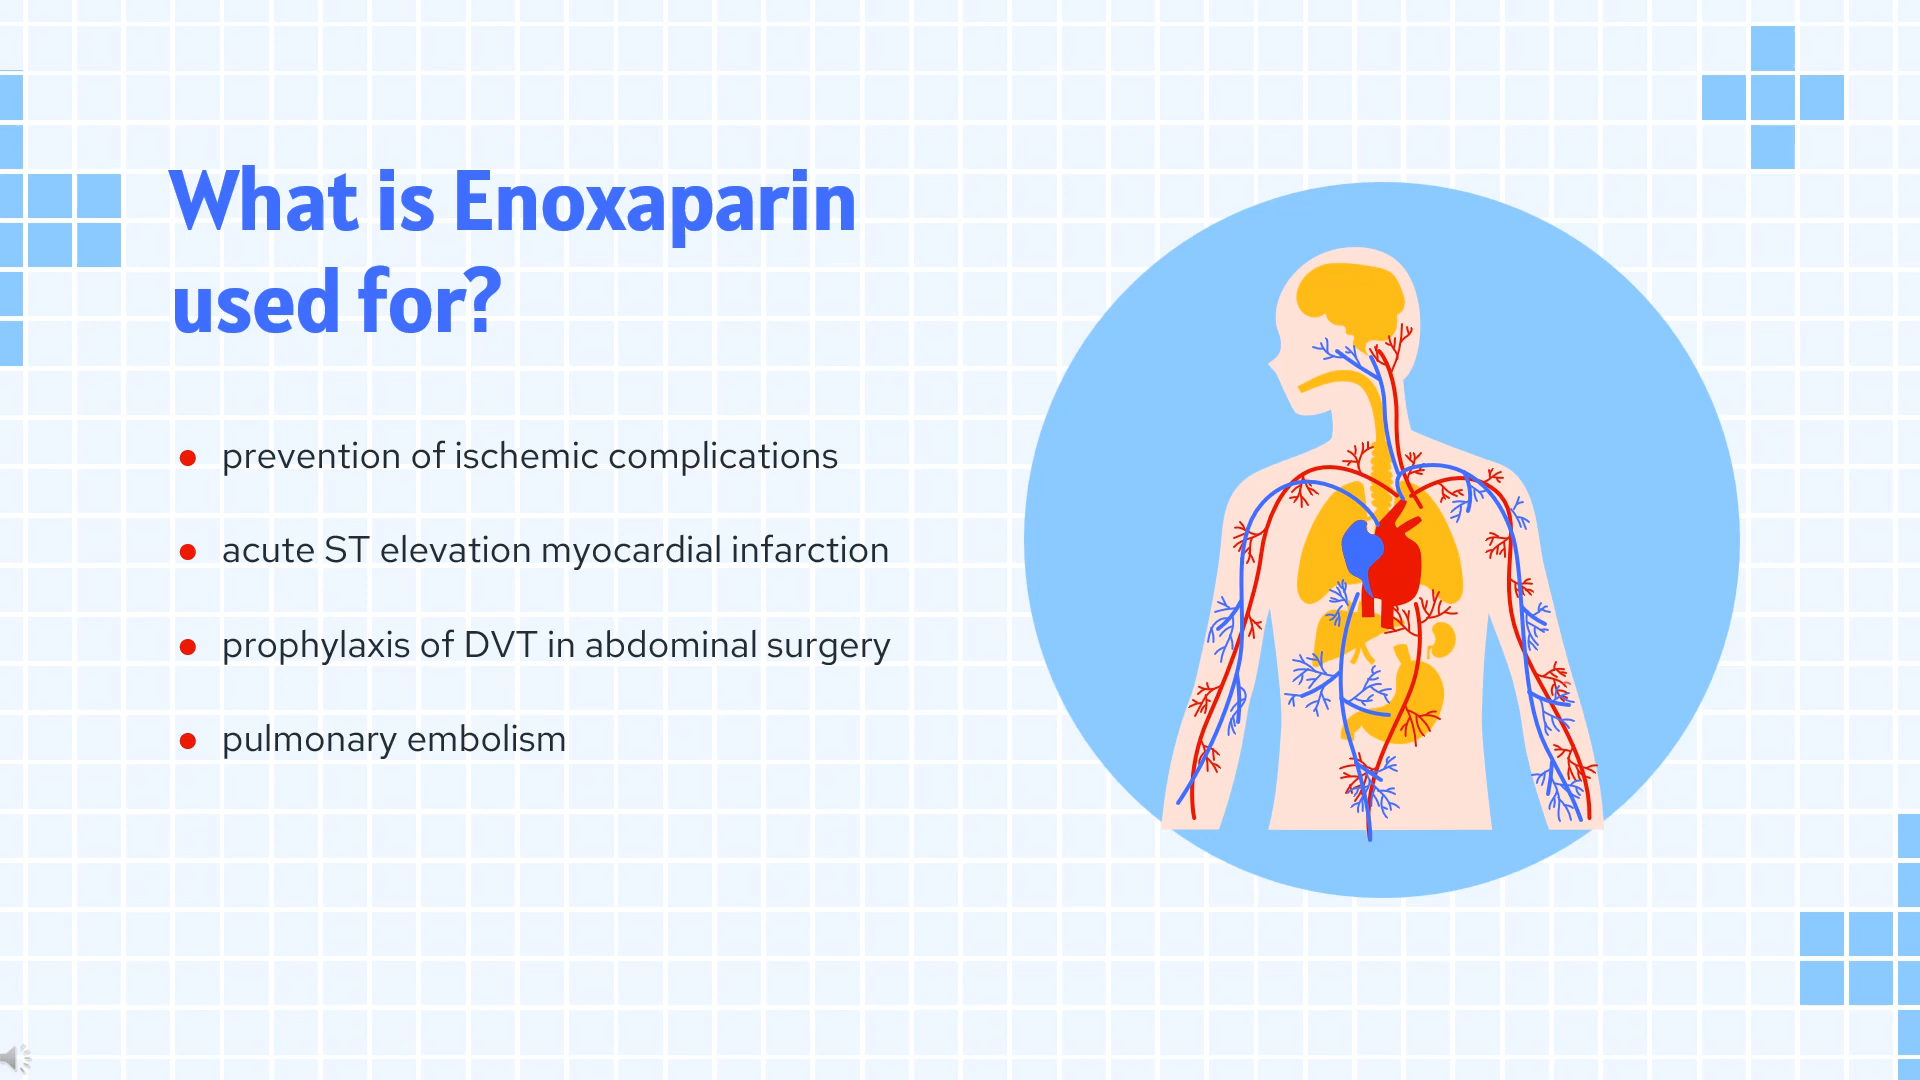 What is Enoxaparin
used for?
● prevention of ischemic complications
● acute ST elevation myocardial infarction
● prophylaxis of DVT in abdominal surgery
● pulmonary embolism